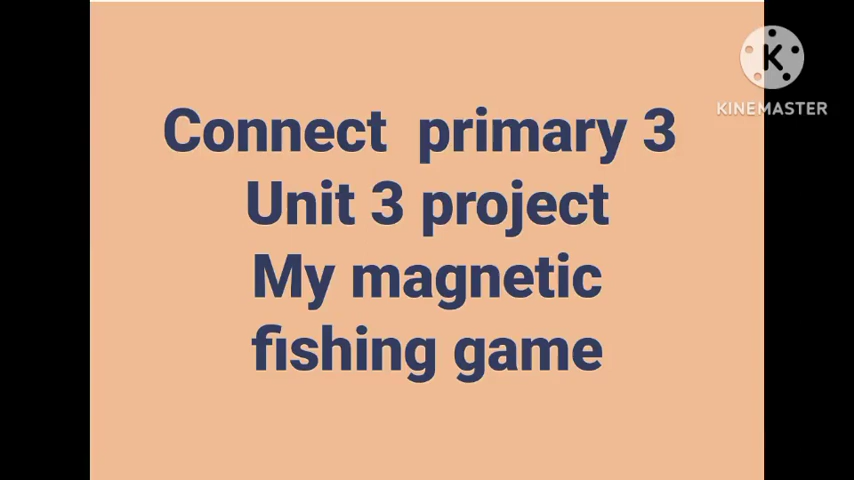 Connect primary 3
Unit 3 project
My magnetic
fishing game
K
KINEMASTER